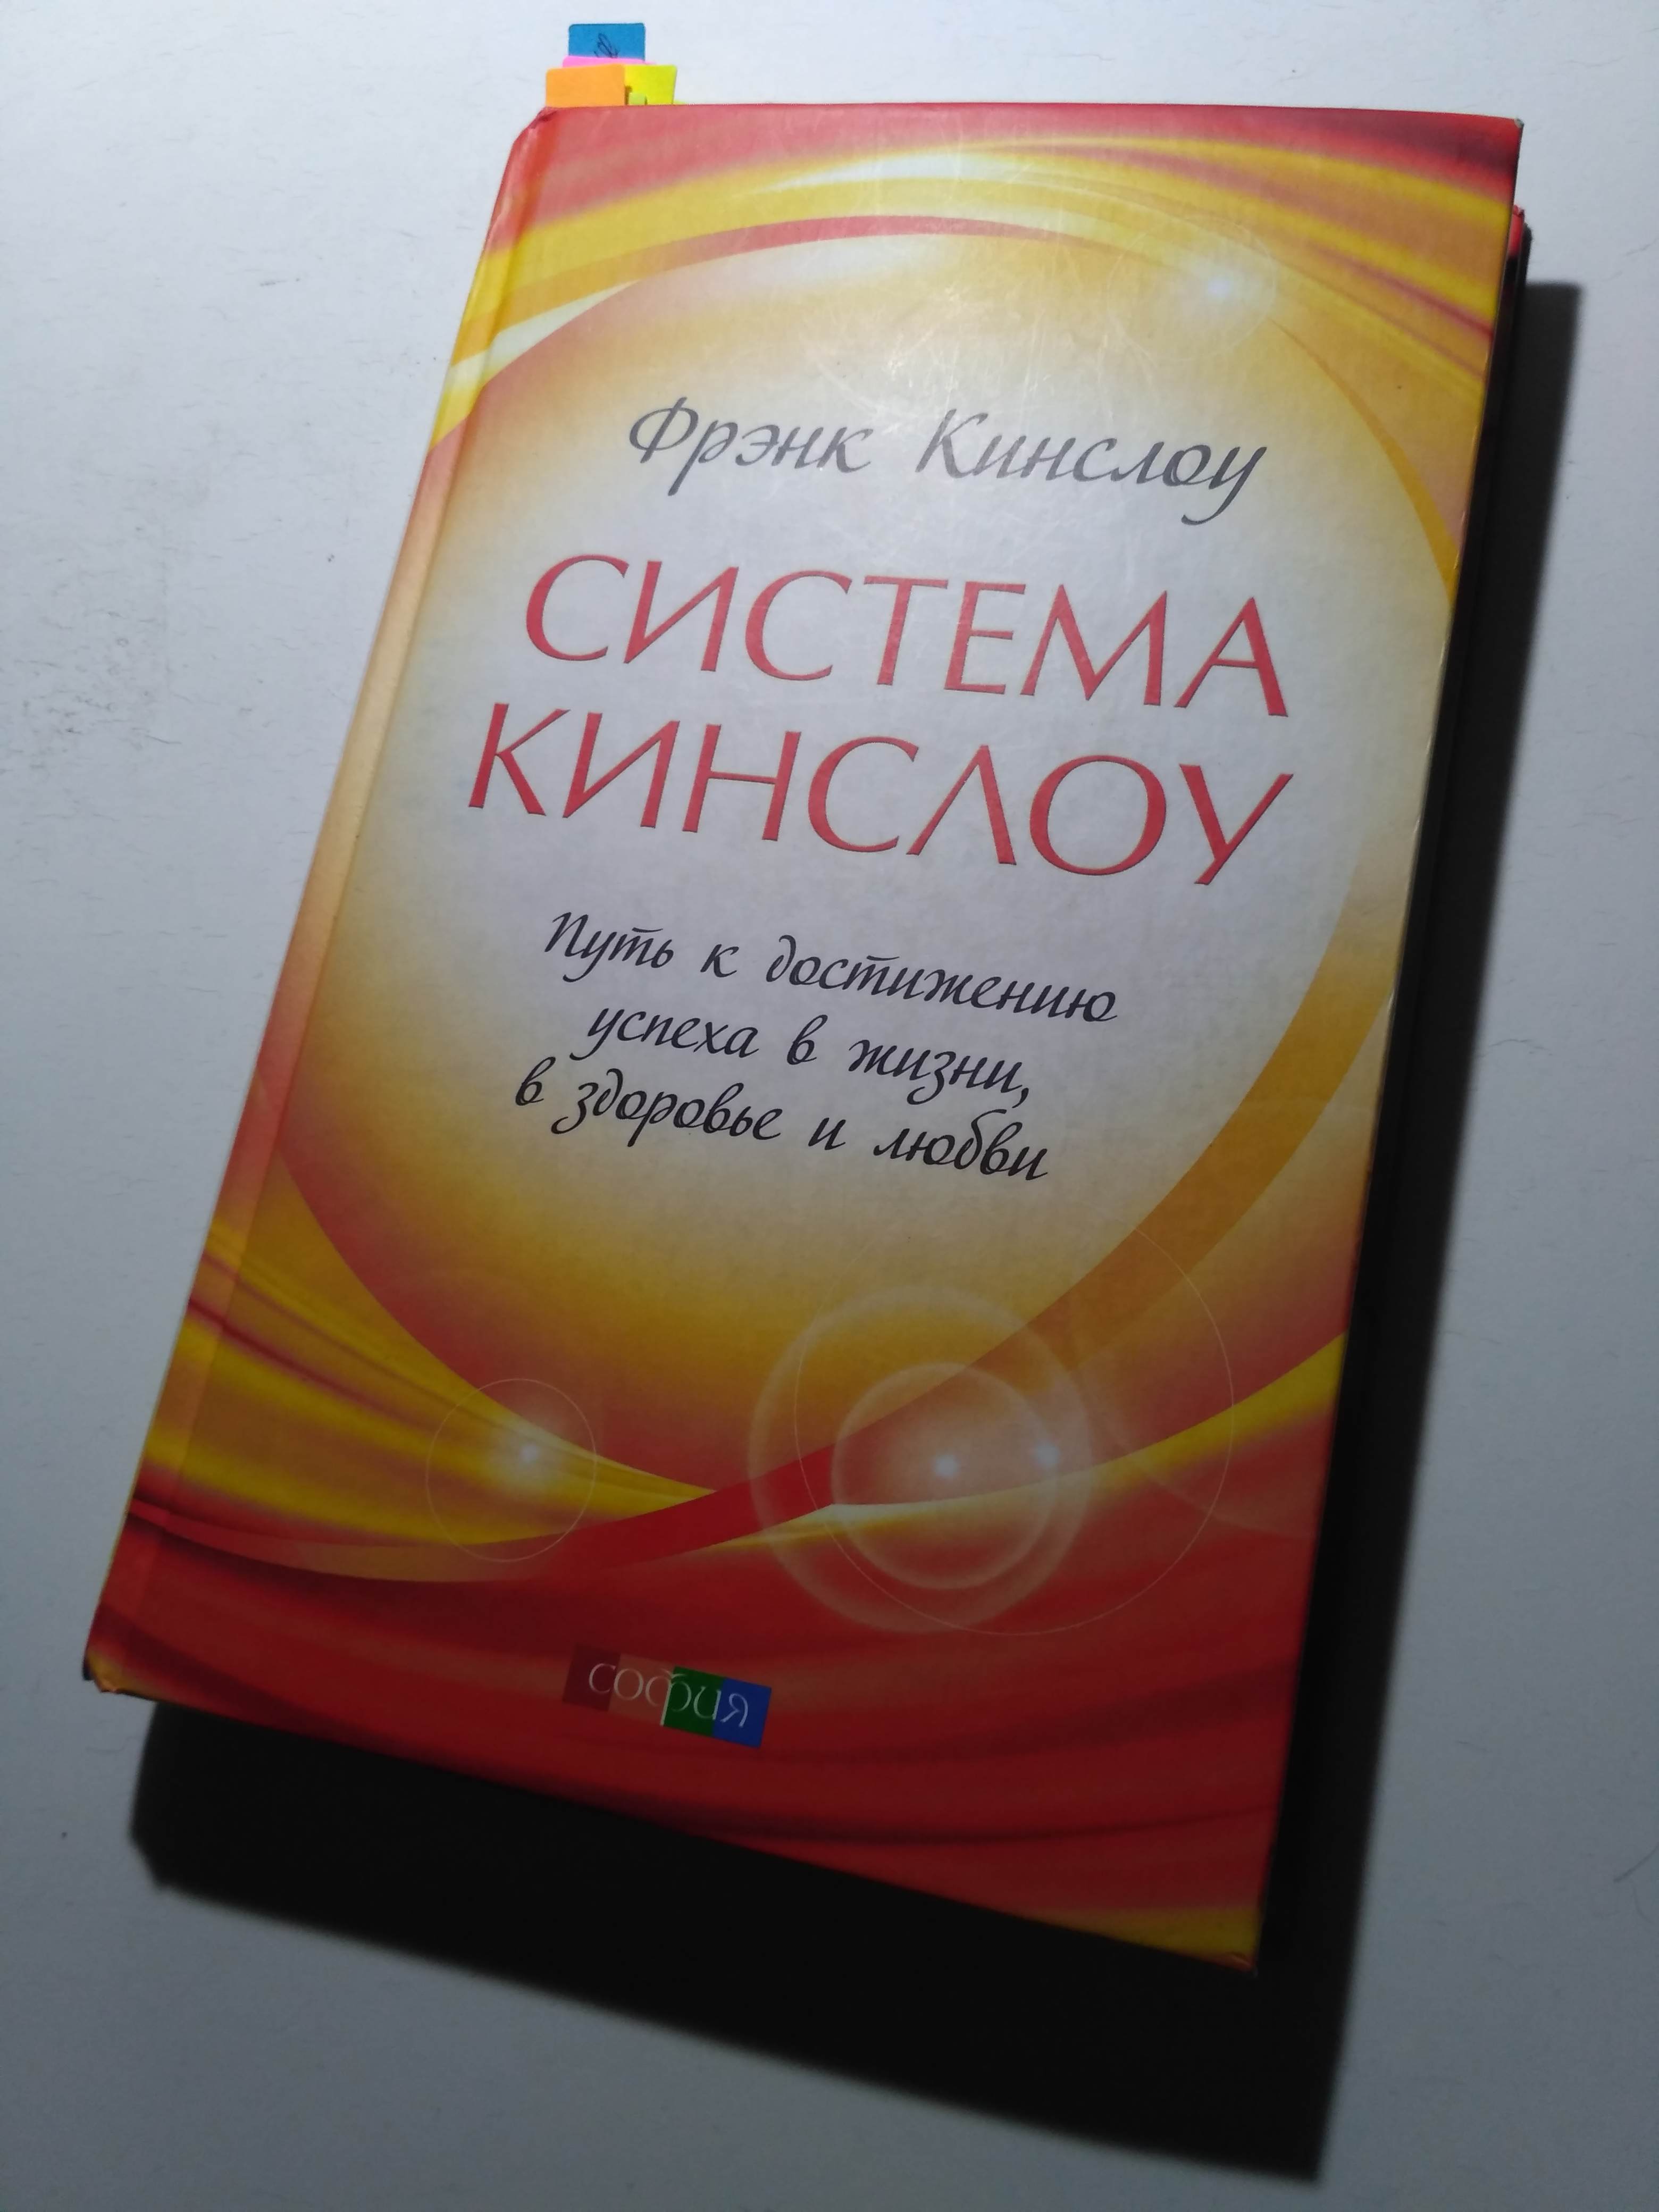 Фрэнк Кинслоу
СИСТЕМА
КИНСЛОУ
Путь к достижению
успеха в жизни,
в здоровье и любви
софия